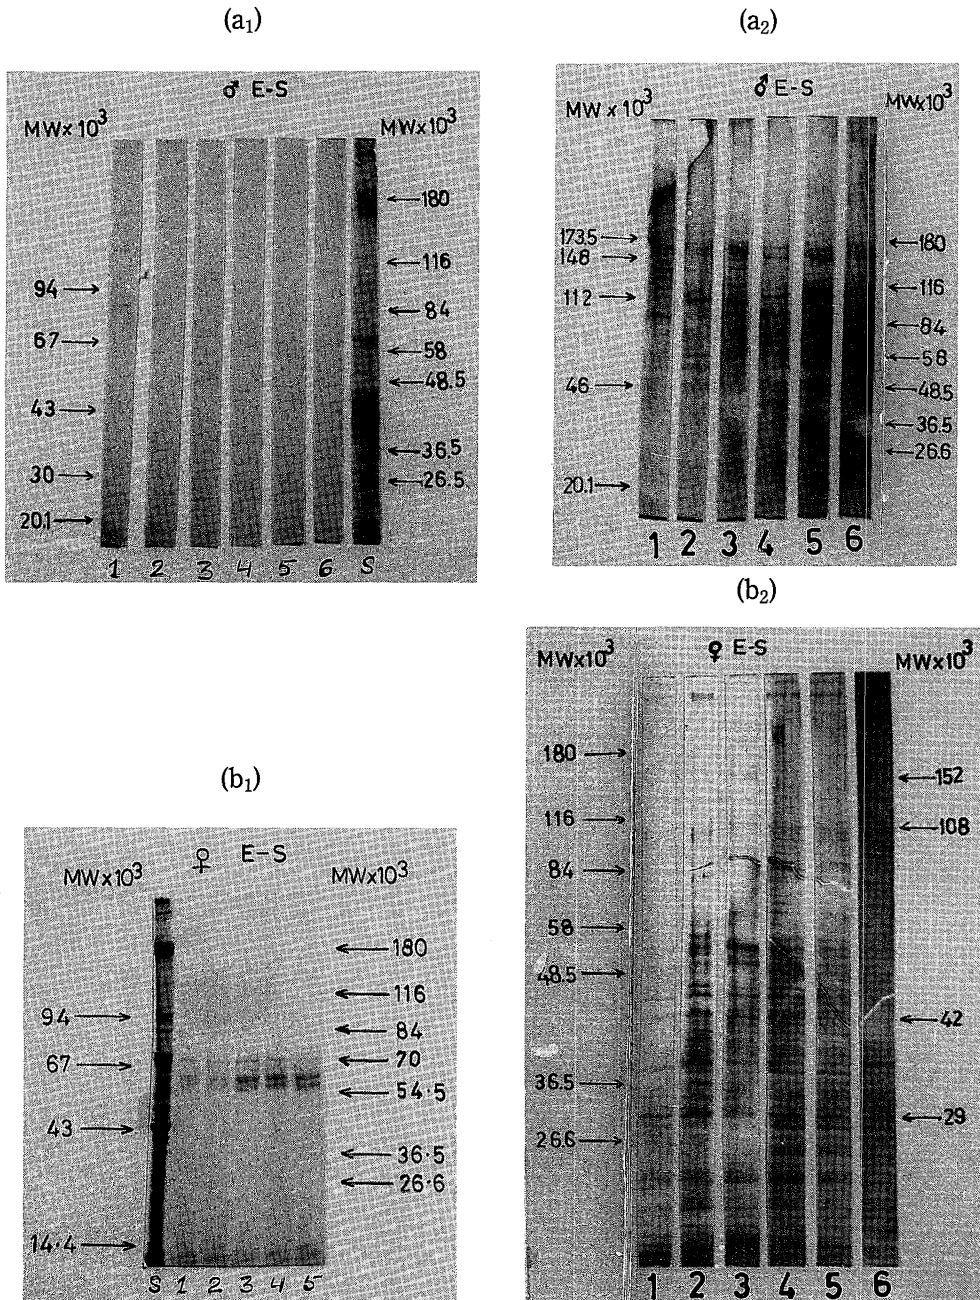 (a₁)
♂ E-S
MW×10³
MW×10³
94
67
43
30
20.1
180
116
84
58
48.5
36.5
26.5
1 2 3 4 5 6 S
(a₂)
♂ E-S
MW×10³
MW×10³
173.5
148
112
46
20.1
180
116
84
58
48.5
36.5
26.6
1 2 3 4 5 6
(b₁)
♀ E-S
MW×10³
MW×10³
94
67
43
14.4
180
116
84
70
54.5
36.5
26.6
S 1 2 3 4 5
(b₂)
♀ E-S
MW×10³
MW×10³
180
116
84
58
48.5
36.5
26.6
152
108
42
29
1 2 3 4 5 6